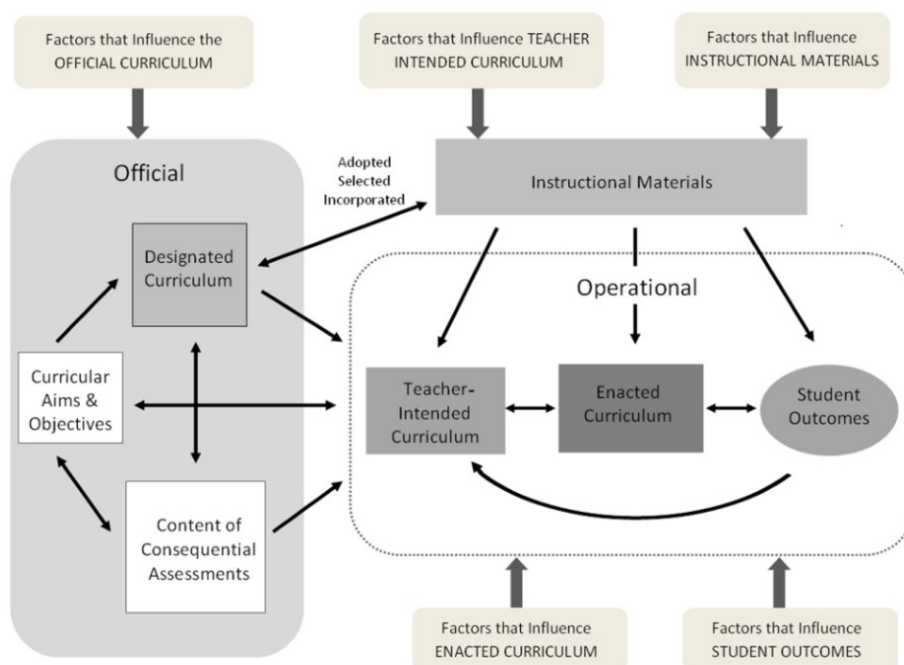 Factors that Influence the
OFFICIAL CURRICULUM
Factors that Influence TEACHER
INTENDED CURRICULUM
Factors that Influence
INSTRUCTIONAL MATERIALS
Official
Adopted
Selected
Incorporated
Instructional Materials
Designated
Curriculum
Operational
Curricular
Aims &
Objectives
Teacher-
Intended
Curriculum
Enacted
Curriculum
Student
Outcomes
Content of
Consequential
Assessments
Factors that Influence
ENACTED CURRICULUM
Factors that Influence
STUDENT OUTCOMES